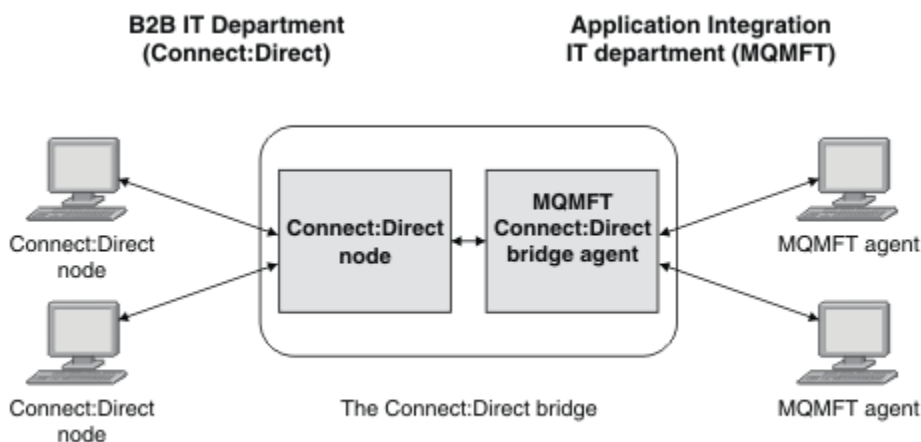 B2B IT Department
(Connect:Direct)
Application Integration
IT department (MQMFT)
Connect:Direct
node
Connect:Direct
node
Connect:Direct
node
MQMFT
Connect:Direct
bridge agent
MQMFT agent
MQMFT agent
The Connect:Direct bridge